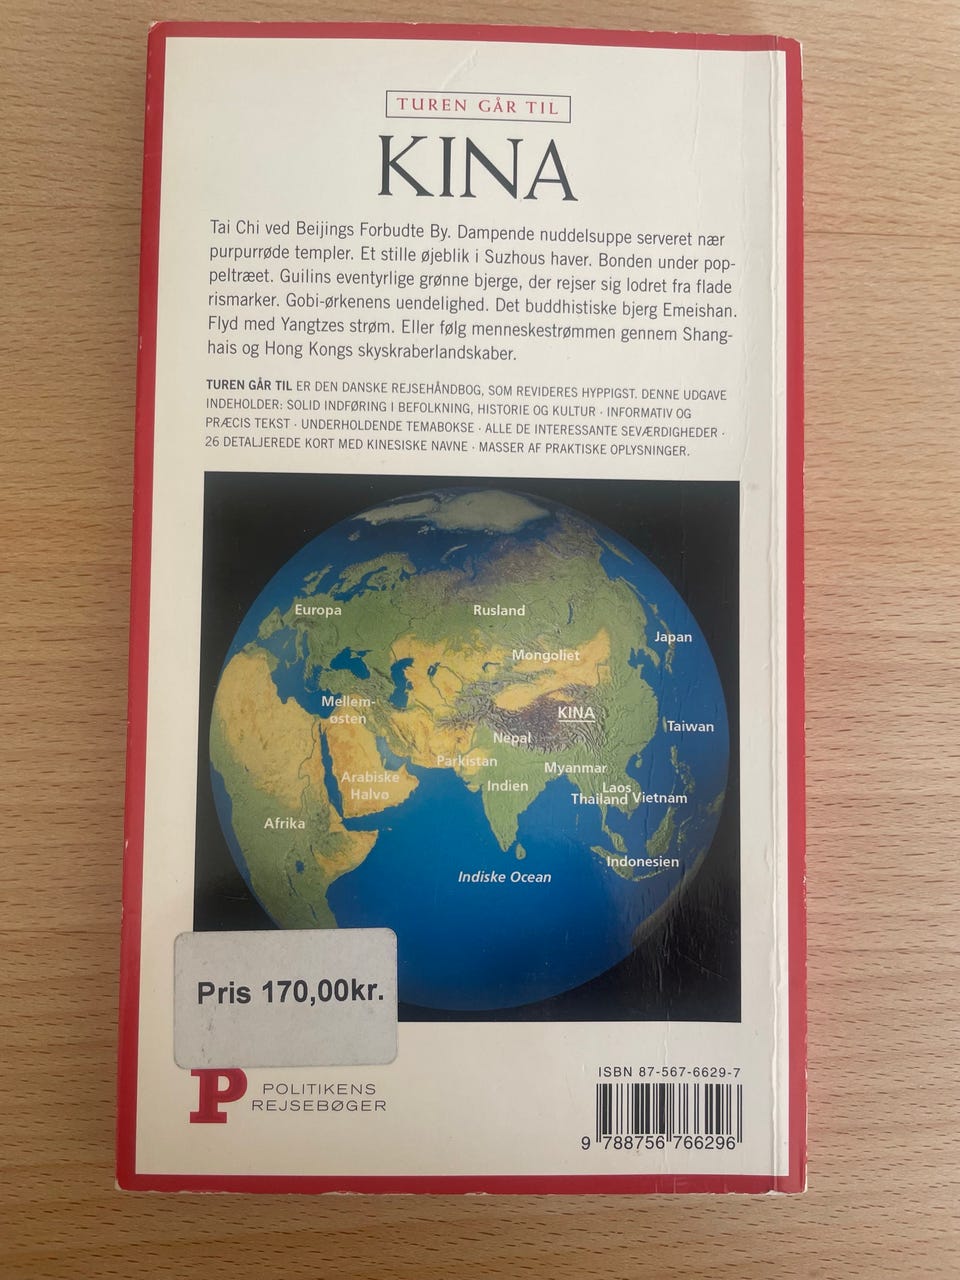 TUREN GÅR TIL
KINA
Tai Chi ved Beijings Forbudte By. Dampende nuddelsuppe serveret nær
purpurrøde templer. Et stille øjeblik i Suzhous haver. Bonden under pop-
peltræet. Guilins eventyrlige grønne bjerge, der rejser sig lodret fra flade
rismarker. Gobi-ørkenens uendelighed. Det buddhistiske bjerg Emeishan.
Flyd med Yangtzes strøm. Eller følg menneskestrømmen gennem Shang-
hais og Hong Kongs skyskraberlandskaber.
TUREN GÅR TIL ER DEN DANSKE REJSEHÅNDBOG, SOM REVIDERES HYPPIGST. DENNE UDGAVE
INDEHOLDER: SOLID INDFØRING I BEFOLKNING, HISTORIE OG KULTUR · INFORMATIV OG
PRÆCIS TEKST · UNDERHOLDENDE TEMABOKSE · ALLE DE INTERESSANTE SEVÆRDIGHEDER ·
26 DETALJEREDE KORT MED KINESISKE NAVNE · MASSER AF PRAKTISKE OPLYSNINGER.
Europa
Rusland
Japan
Mongoliet
Mellem-
østen
KINA
Taiwan
Nepal
Parkistan
Myanmar
Arabiske
Halvø
Indien
Laos
Thailand Vietnam
Afrika
Indonesien
Indiske Ocean
Pris 170,00kr.
P
POLITIKENS
REJSEBØGER
ISBN 87-567-6629-7
9 788756 766296